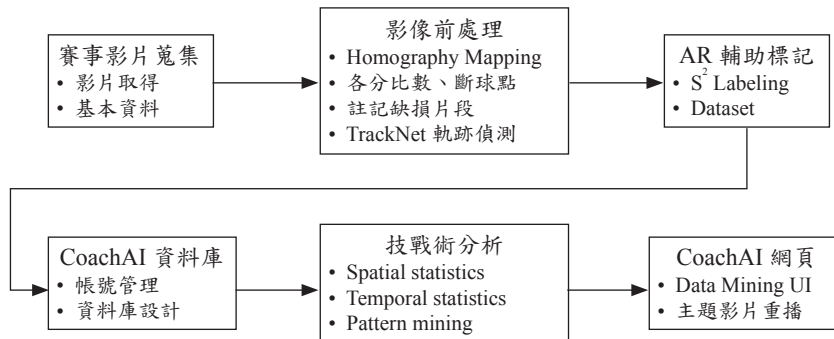 賽事影片蒐集
• 影片取得
• 基本資料
影像前處理
• Homography Mapping
• 各分比數、斷球點
• 註記缺損片段
• TrackNet 軌跡偵測
AR 輔助標記
• S² Labeling
• Dataset
CoachAI 資料庫
• 帳號管理
• 資料庫設計
技戰術分析
• Spatial statistics
• Temporal statistics
• Pattern mining
CoachAI 網頁
• Data Mining UI
• 主題影片重播